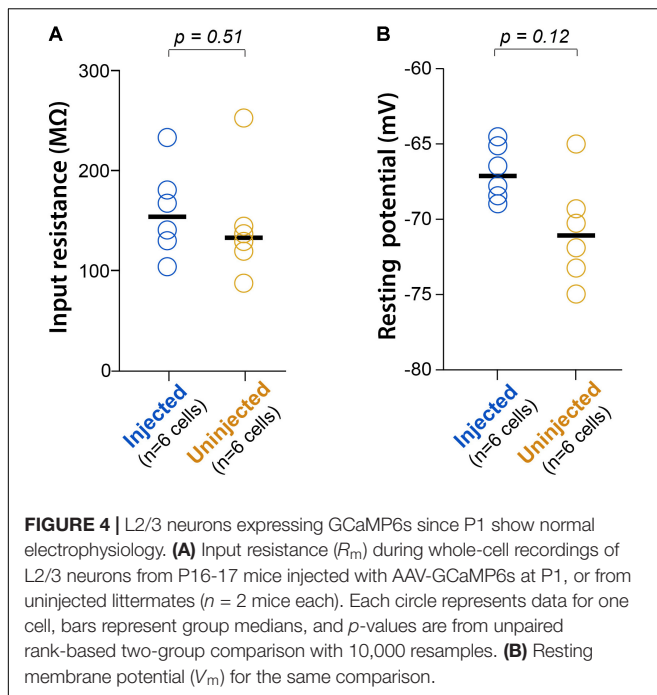 A
p = 0.51
Input resistance (MΩ)
300
200
100
0
Injected
(n=6 cells)
Uninjected
(n=6 cells)
B
p = 0.12
Resting potential (mV)
-60
-65
-70
-75
-80
Injected
(n=6 cells)
Uninjected
(n=6 cells)
FIGURE 4 | L2/3 neurons expressing GCaMP6s since P1 show normal
electrophysiology. (A) Input resistance (Rm) during whole-cell recordings of
L2/3 neurons from P16-17 mice injected with AAV-GCaMP6s at P1, or from
uninjected littermates (n = 2 mice each). Each circle represents data for one
cell, bars represent group medians, and p-values are from unpaired
rank-based two-group comparison with 10,000 resamples. (B) Resting
membrane potential (Vm) for the same comparison.